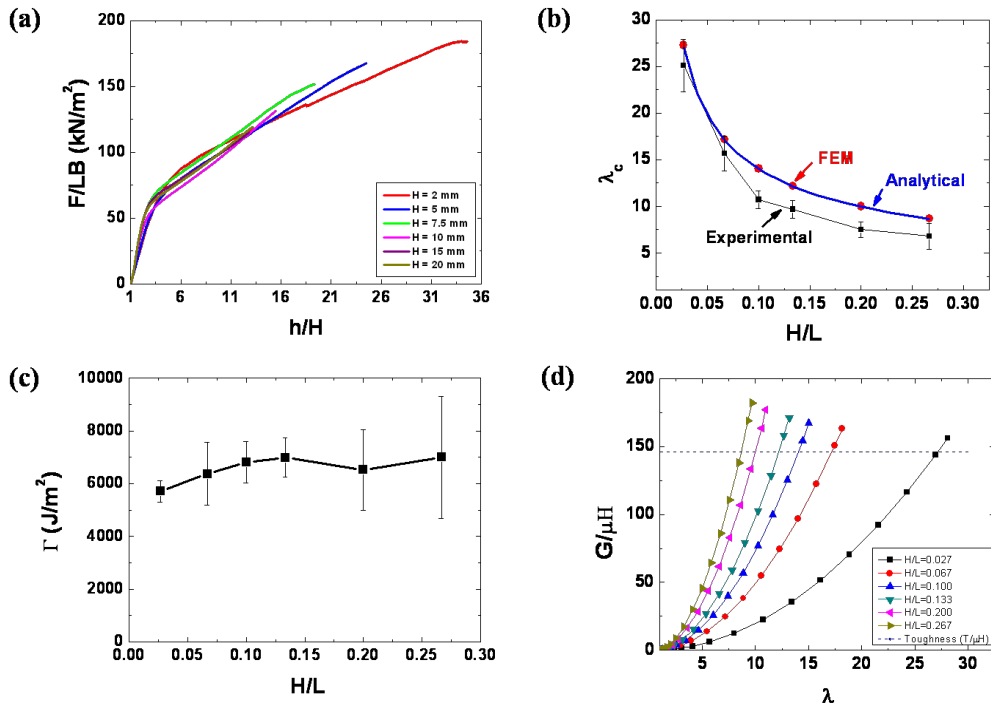 (a)
F/LB (kN/m²)
200
150
100
50
0
H = 2 mm
H = 5 mm
H = 7.5 mm
H = 10 mm
H = 15 mm
H = 20 mm
1 6 11 16 21 26 31 36
h/H
(b)
λc
30
25
20
15
10
5
FEM
Analytical
Experimental
0.00 0.05 0.10 0.15 0.20 0.25 0.30
H/L
(c)
Γ (J/m²)
10000
8000
6000
4000
2000
0
0.00 0.05 0.10 0.15 0.20 0.25 0.30
H/L
(d)
G/μH
200
150
100
50
0
H/L=0.027
H/L=0.067
H/L=0.100
H/L=0.133
H/L=0.200
H/L=0.267
Toughness (T/μH)
5 10 15 20 25 30
λ